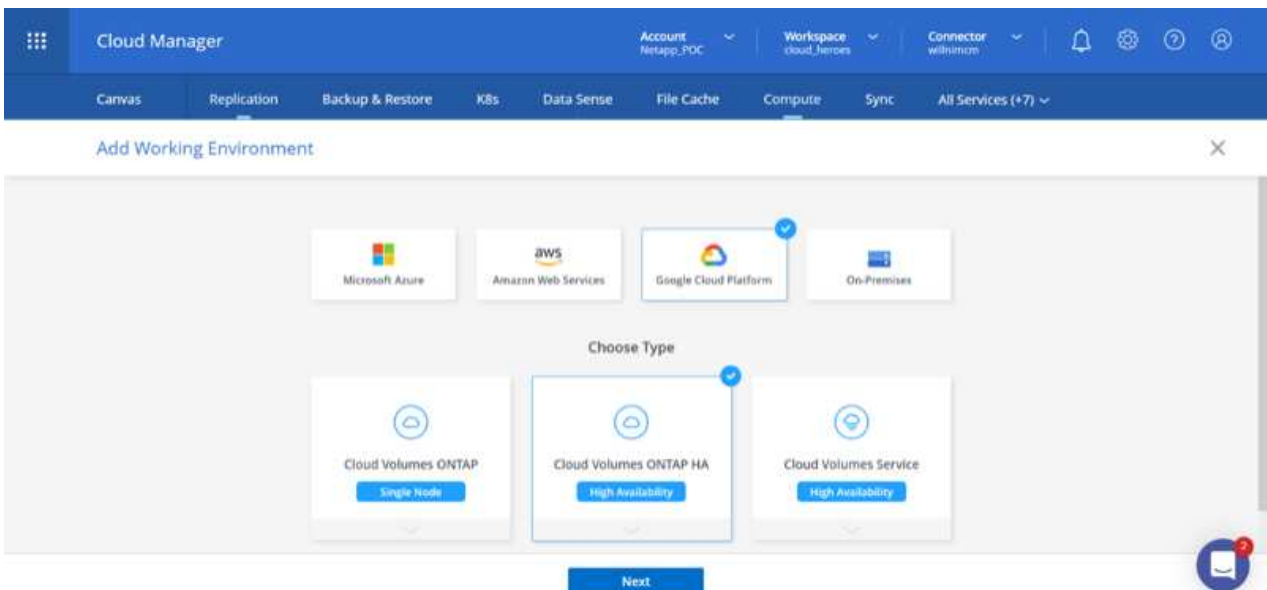 Cloud Manager
Account
Netapp_POC
Workspace
cloud_heroes
Connector
willnimcm
Canvas
Replication
Backup & Restore
K8s
Data Sense
File Cache
Compute
Sync
All Services (+7)
Add Working Environment
Microsoft Azure
aws
Amazon Web Services
Google Cloud Platform
On-Premises
Choose Type
Cloud Volumes ONTAP
Single Node
Cloud Volumes ONTAP HA
High Availability
Cloud Volumes Service
High Availability
Next
2